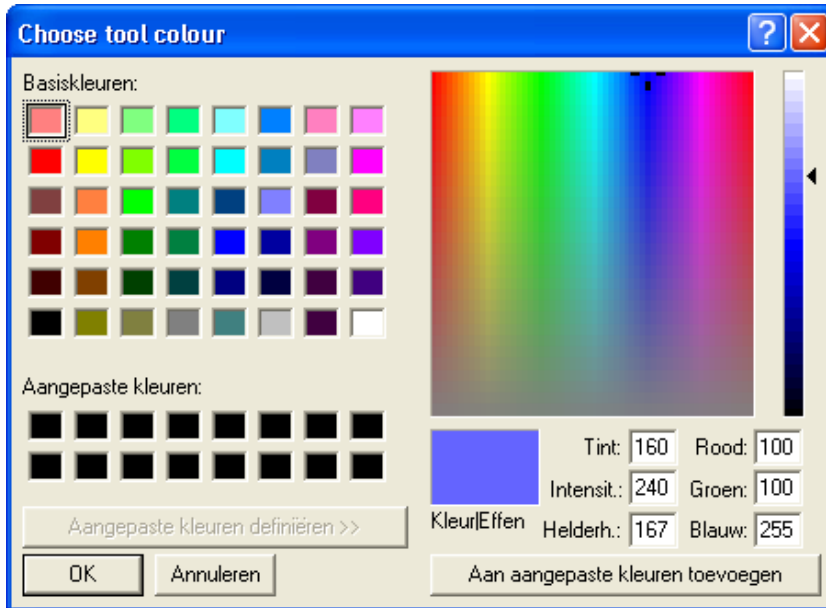 Choose tool colour
Basiskleuren:
Aangepaste kleuren:
Aangepaste kleuren definiëren >>
OK
Annuleren
Kleur|Effen
Tint: 160
Rood: 100
Intensit.: 240
Groen: 100
Helderh.: 167
Blauw: 255
Aan aangepaste kleuren toevoegen